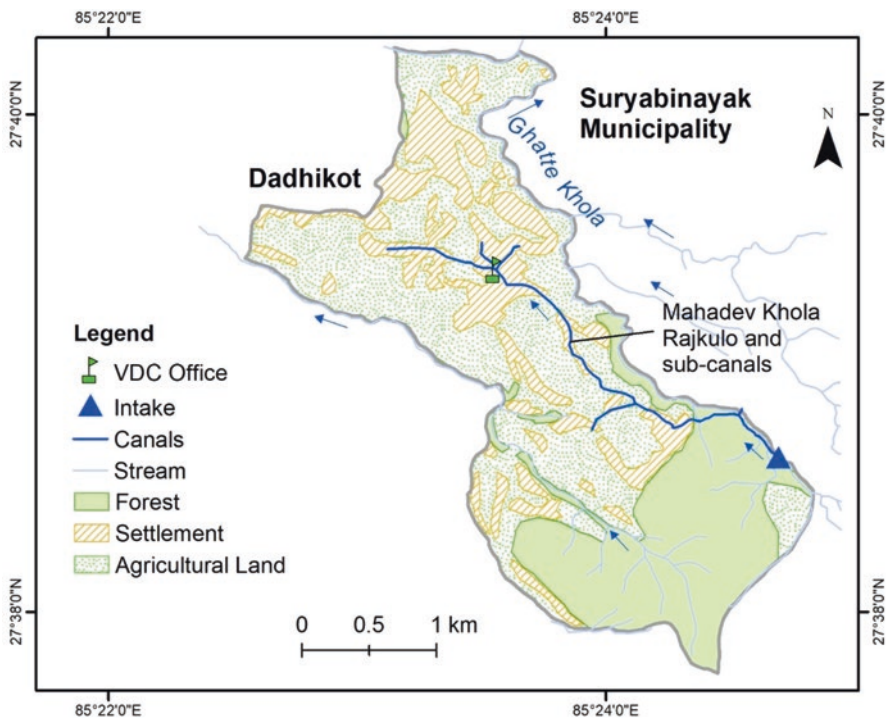 85°22'0"E
85°24'0"E
27°40'0"N
27°40'0"N
Suryabinayak
Municipality
N
Ghatte Khola
Dadhikot
Mahadev Khola
Rajkulo and
sub-canals
Legend
VDC Office
Intake
Canals
Stream
Forest
Settlement
Agricultural Land
0 0.5 1 km
27°38'0"N
27°38'0"N
85°22'0"E
85°24'0"E